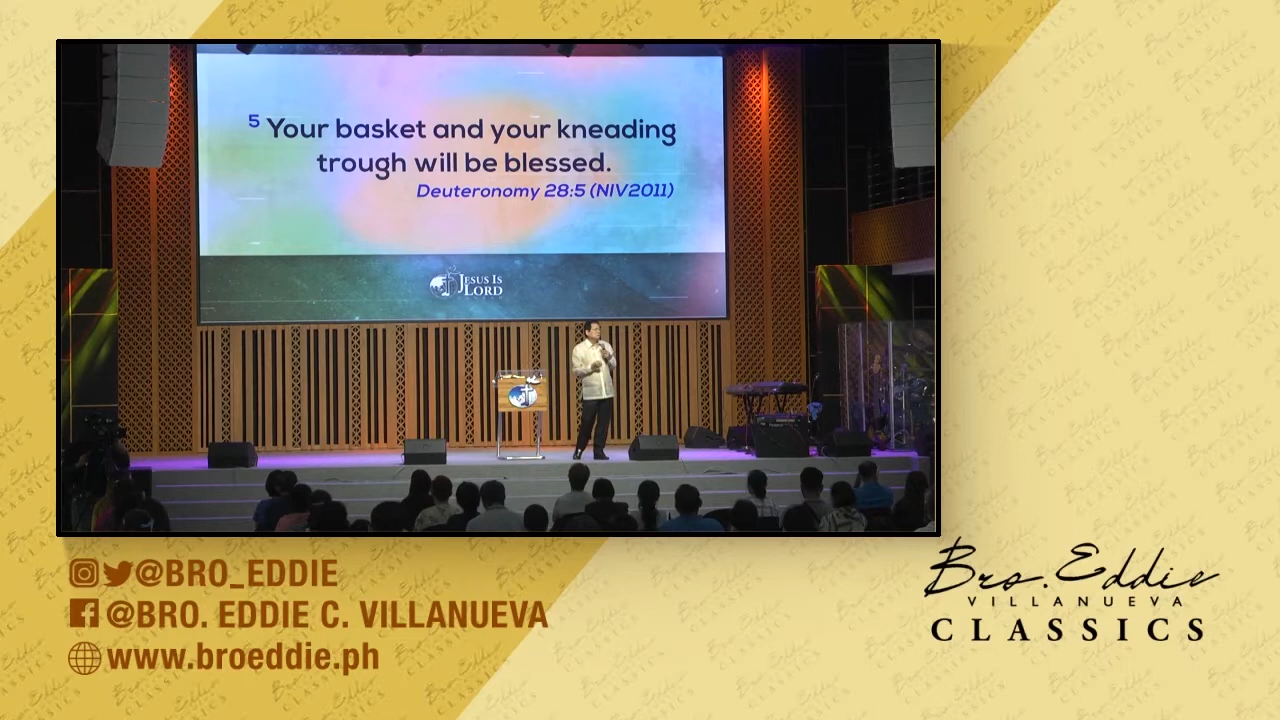 5 Your basket and your kneading
trough will be blessed.
Deuteronomy 28:5 (NIV2011)
JESUS IS
LORD
@BRO_EDDIE
@BRO. EDDIE C. VILLANUEVA
www.broeddie.ph
Bro. Eddie
VILLANUEVA
CLASSICS